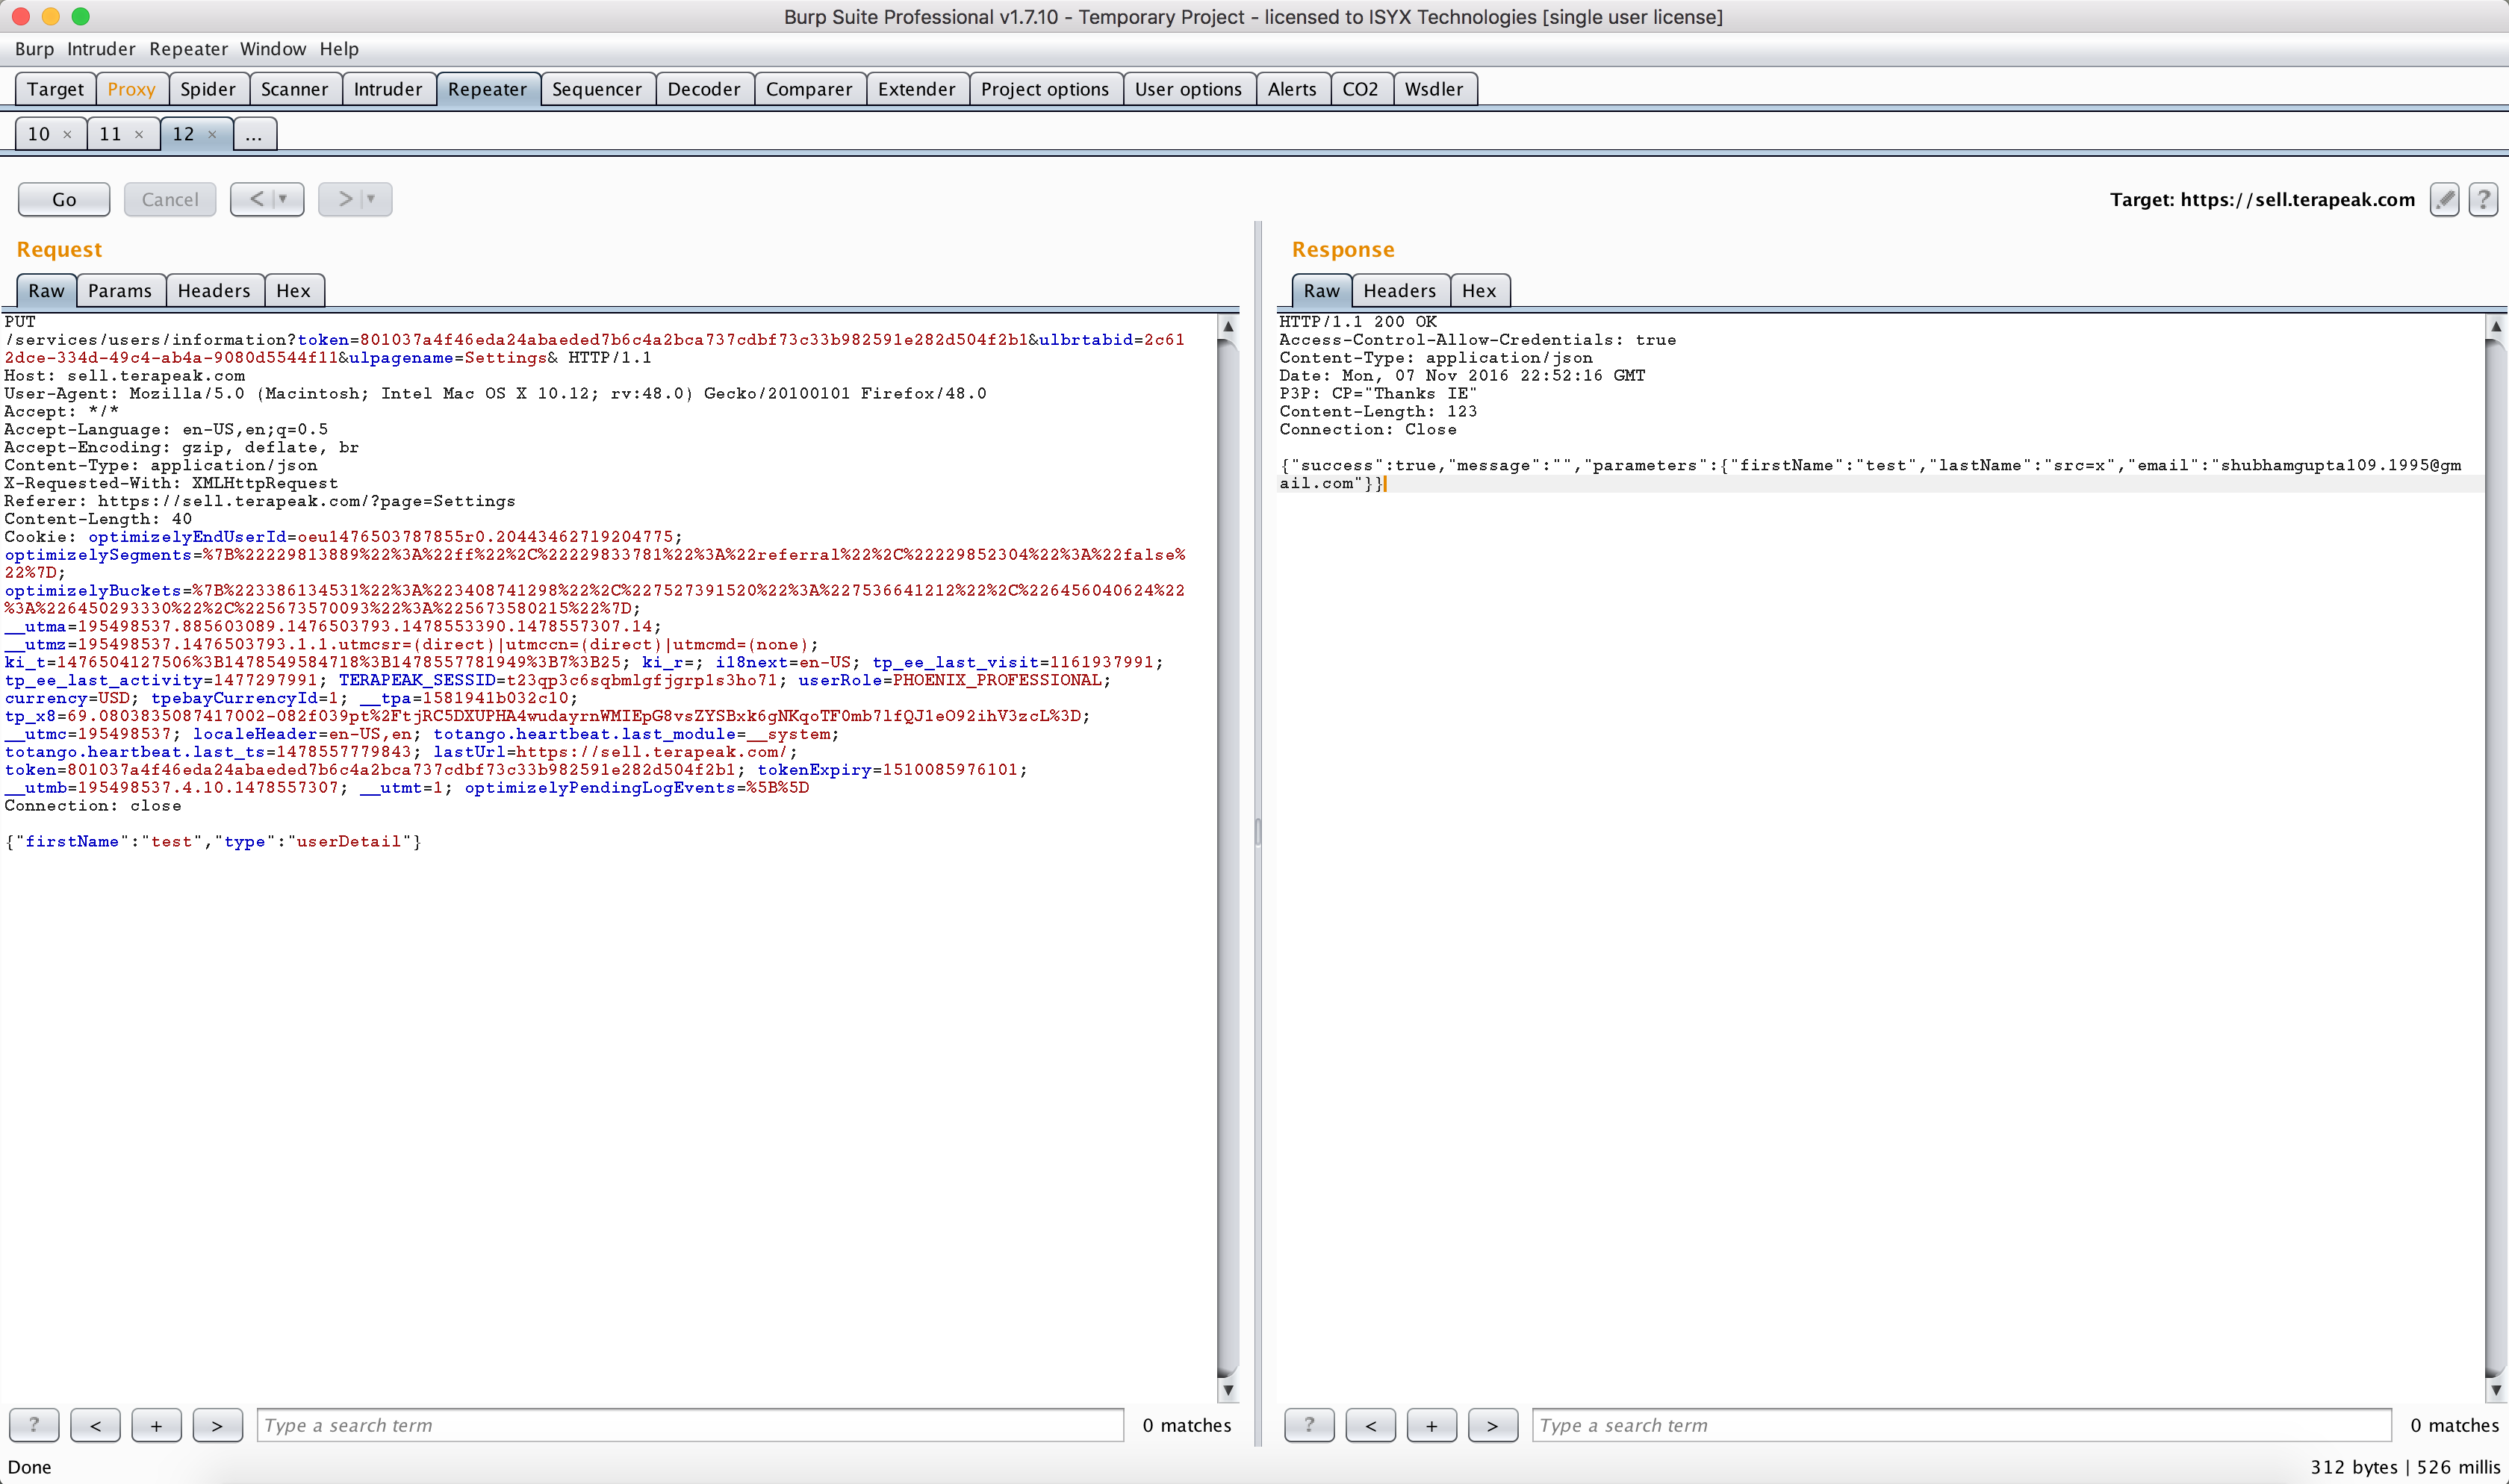 Burp Suite Professional v1.7.10 - Temporary Project - licensed to ISYX Technologies [single user license]
Burp Intruder Repeater Window Help
Target Proxy Spider Scanner Intruder Repeater Sequencer Decoder Comparer Extender Project options User options Alerts CO2 Wsdler
10 × 11 × 12 × ...
Go Cancel < ▼ > ▼ Target: https://sell.terapeak.com ?
Request
Raw Params Headers Hex
PUT
/services/users/information?token=801037a4f46eda24abaeded7b6c4a2bca737cdbf73c33b982591e282d504f2b1&ulbrtabid=2c61
2dce-334d-49c4-ab4a-9080d5544f11&ulpagename=Settings& HTTP/1.1
Host: sell.terapeak.com
User-Agent: Mozilla/5.0 (Macintosh; Intel Mac OS X 10.12; rv:48.0) Gecko/20100101 Firefox/48.0
Accept: */*
Accept-Language: en-US,en;q=0.5
Accept-Encoding: gzip, deflate, br
Content-Type: application/json
X-Requested-With: XMLHttpRequest
Referer: https://sell.terapeak.com/?page=Settings
Content-Length: 40
Cookie: optimizelyEndUserId=oeu1476503787855r0.20443462719204775;
optimizelySegments=%7B%22229813889%22%3A%22ff%22%2C%22229833781%22%3A%22referral%22%2C%22229852304%22%3A%22false%
22%7D;
optimizelyBuckets=%7B%223386134531%22%3A%223408741298%22%2C%227527391520%22%3A%227536641212%22%2C%226456040624%22
%3A%226450293330%22%2C%225673570093%22%3A%225673580215%22%7D;
__utma=195498537.885603089.1476503793.1478553390.1478557307.14;
__utmz=195498537.1476503793.1.1.utmcsr=(direct)|utmccn=(direct)|utmcmd=(none);
ki_t=1476504127506%3B1478549584718%3B1478557781949%3B7%3B25; ki_r=; i18next=en-US; tp_ee_last_visit=1161937991;
tp_ee_last_activity=1477297991; TERAPEAK_SESSID=t23qp3c6sqbmlgfjgrp1s3ho71; userRole=PHOENIX_PROFESSIONAL;
currency=USD; tpebayCurrencyId=1; __tpa=1581941b032c10;
tp_x8=69.0803835087417002-082f039pt%2FtjRC5DXUPHA4wudayrnWMIEpG8vsZYSBxk6gNKqoTF0mb7lfQJ1eO92ihV3zcL%3D;
__utmc=195498537; localeHeader=en-US,en; totango.heartbeat.last_module=__system;
totango.heartbeat.last_ts=1478557779843; lastUrl=https://sell.terapeak.com/;
token=801037a4f46eda24abaeded7b6c4a2bca737cdbf73c33b982591e282d504f2b1; tokenExpiry=1510085976101;
__utmb=195498537.4.10.1478557307; __utmt=1; optimizelyPendingLogEvents=%5B%5D
Connection: close
{"firstName":"test","type":"userDetail"}
? < + > Type a search term 0 matches
Response
Raw Headers Hex
HTTP/1.1 200 OK
Access-Control-Allow-Credentials: true
Content-Type: application/json
Date: Mon, 07 Nov 2016 22:52:16 GMT
P3P: CP="Thanks IE"
Content-Length: 123
Connection: Close
{"success":true,"message":"","parameters":{"firstName":"test","lastName":"src=x","email":"shubhamgupta109.1995@gm
ail.com"}}
? < + > Type a search term 0 matches
Done 312 bytes | 526 millis